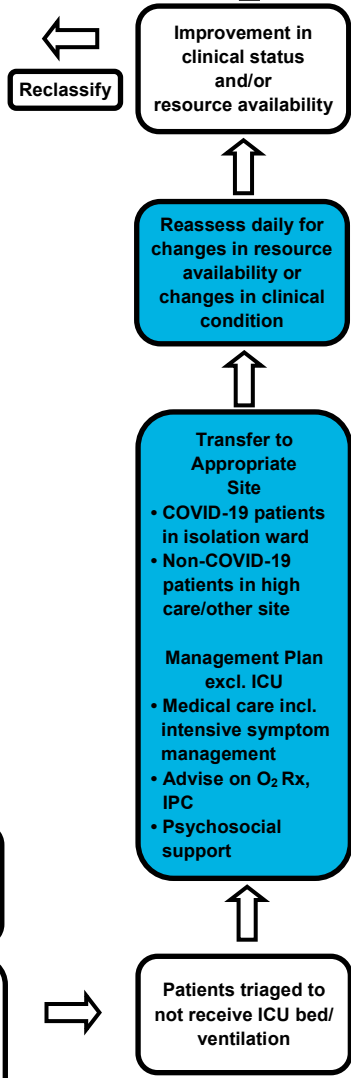 Improvement in
clinical status
and/or
resource availability
Reclassify
Reassess daily for
changes in resource
availability or
changes in clinical
condition
Transfer to
Appropriate
Site
• COVID-19 patients
in isolation ward
• Non-COVID-19
patients in high
care/other site
Management Plan
excl. ICU
• Medical care incl.
intensive symptom
management
• Advise on O₂ Rx,
IPC
• Psychosocial
support
Patients triaged to
not receive ICU bed/
ventilation